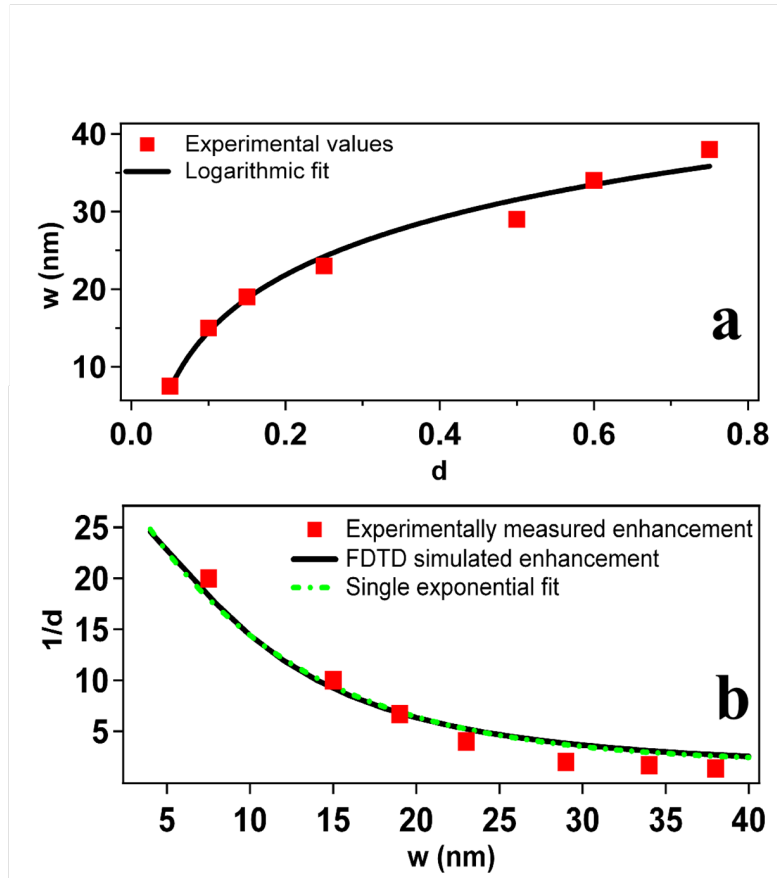 40
30
20
10
w (nm)
Experimental values
Logarithmic fit
a
0.0 0.2 0.4 0.6 0.8
d
25
20
15
10
5
1/d
Experimentally measured enhancement
FDTD simulated enhancement
Single exponential fit
b
5 10 15 20 25 30 35 40
w (nm)